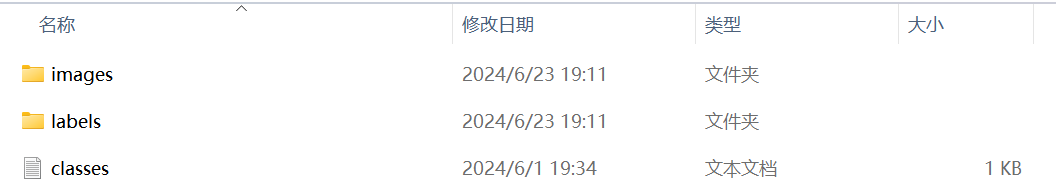 名称 修改日期 类型 大小
images 2024/6/23 19:11 文件夹
labels 2024/6/23 19:11 文件夹
classes 2024/6/1 19:34 文本文档 1 KB